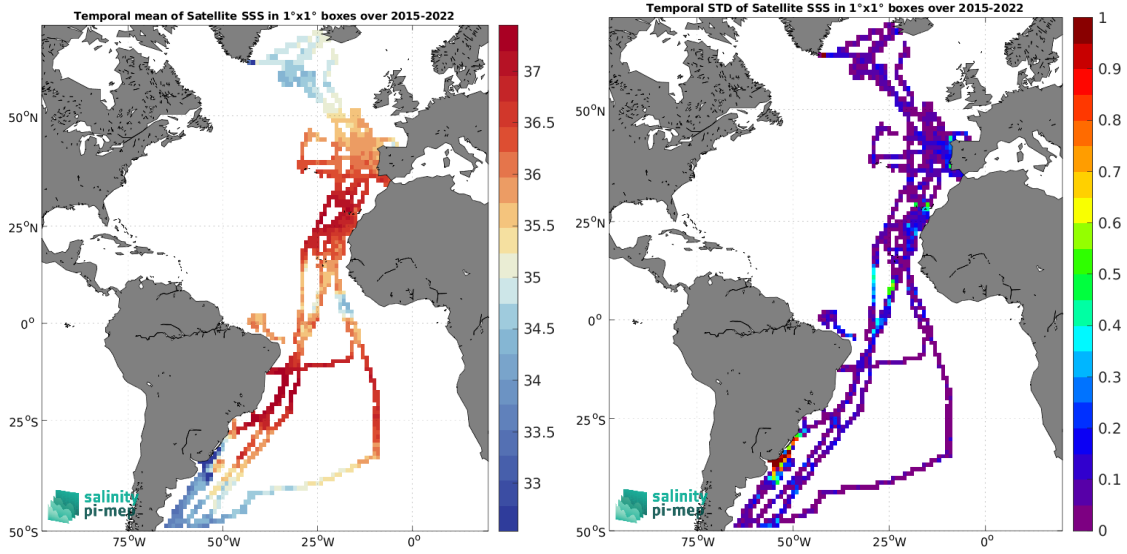 Temporal mean of Satellite SSS in 1°x1° boxes over 2015-2022
50°N
25°N
0°
25°S
50°S
75°W
50°W
25°W
0°
37
36.5
36
35.5
35
34.5
34
33.5
33
salinity
pi-mep
Temporal STD of Satellite SSS in 1°x1° boxes over 2015-2022
50°N
25°N
0°
25°S
50°S
75°W
50°W
25°W
0°
1
0.9
0.8
0.7
0.6
0.5
0.4
0.3
0.2
0.1
0
salinity
pi-mep